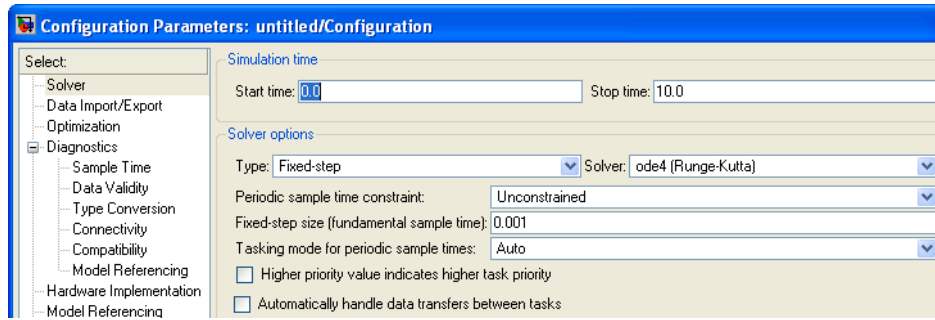 Configuration Parameters: untitled/Configuration
Select:
Solver
Data Import/Export
Optimization
Diagnostics
Sample Time
Data Validity
Type Conversion
Connectivity
Compatibility
Model Referencing
Hardware Implementation
Model Referencing
Simulation time
Start time: 0.0 Stop time: 10.0
Solver options
Type: Fixed-step Solver: ode4 (Runge-Kutta)
Periodic sample time constraint: Unconstrained
Fixed-step size (fundamental sample time): 0.001
Tasking mode for periodic sample times: Auto
Higher priority value indicates higher task priority
Automatically handle data transfers between tasks